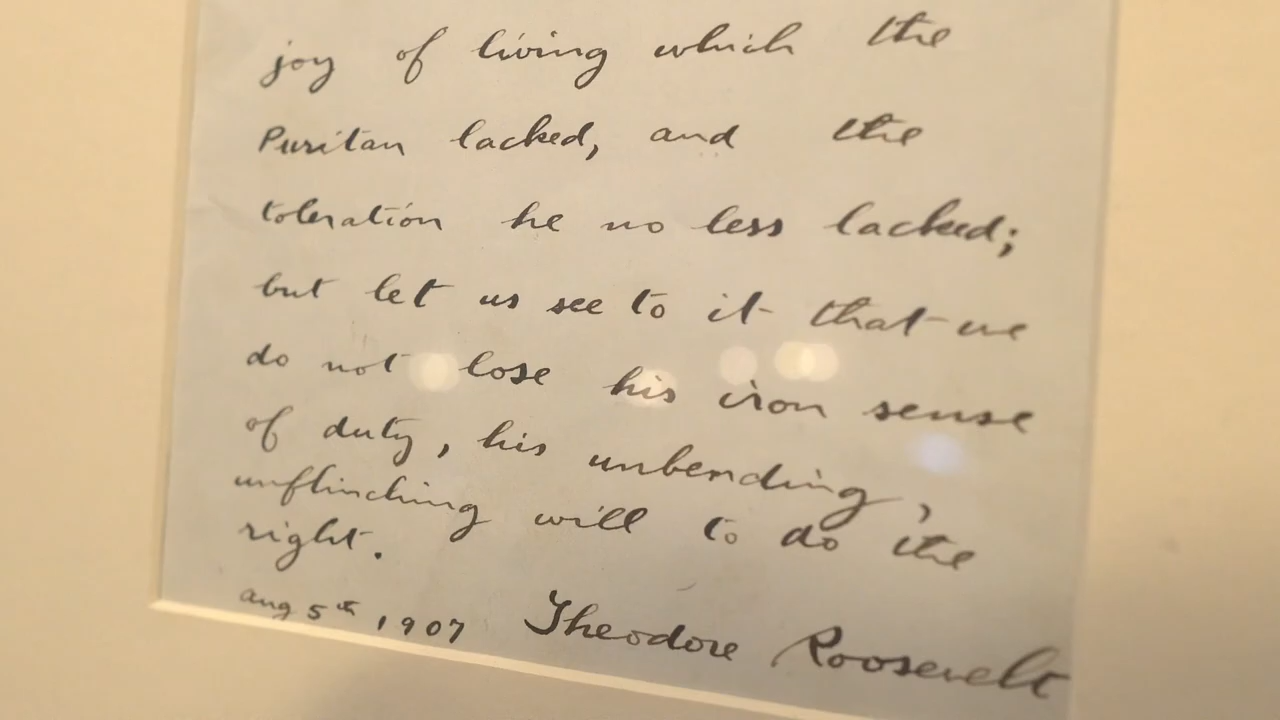 joy of living which the
Puritan lacked, and the
toleration he no less lacked;
but let us see to it that we
do not lose his iron sense
of duty, his unbending,
unflinching will to do the
right.
Aug 5th 1907 Theodore Roosevelt